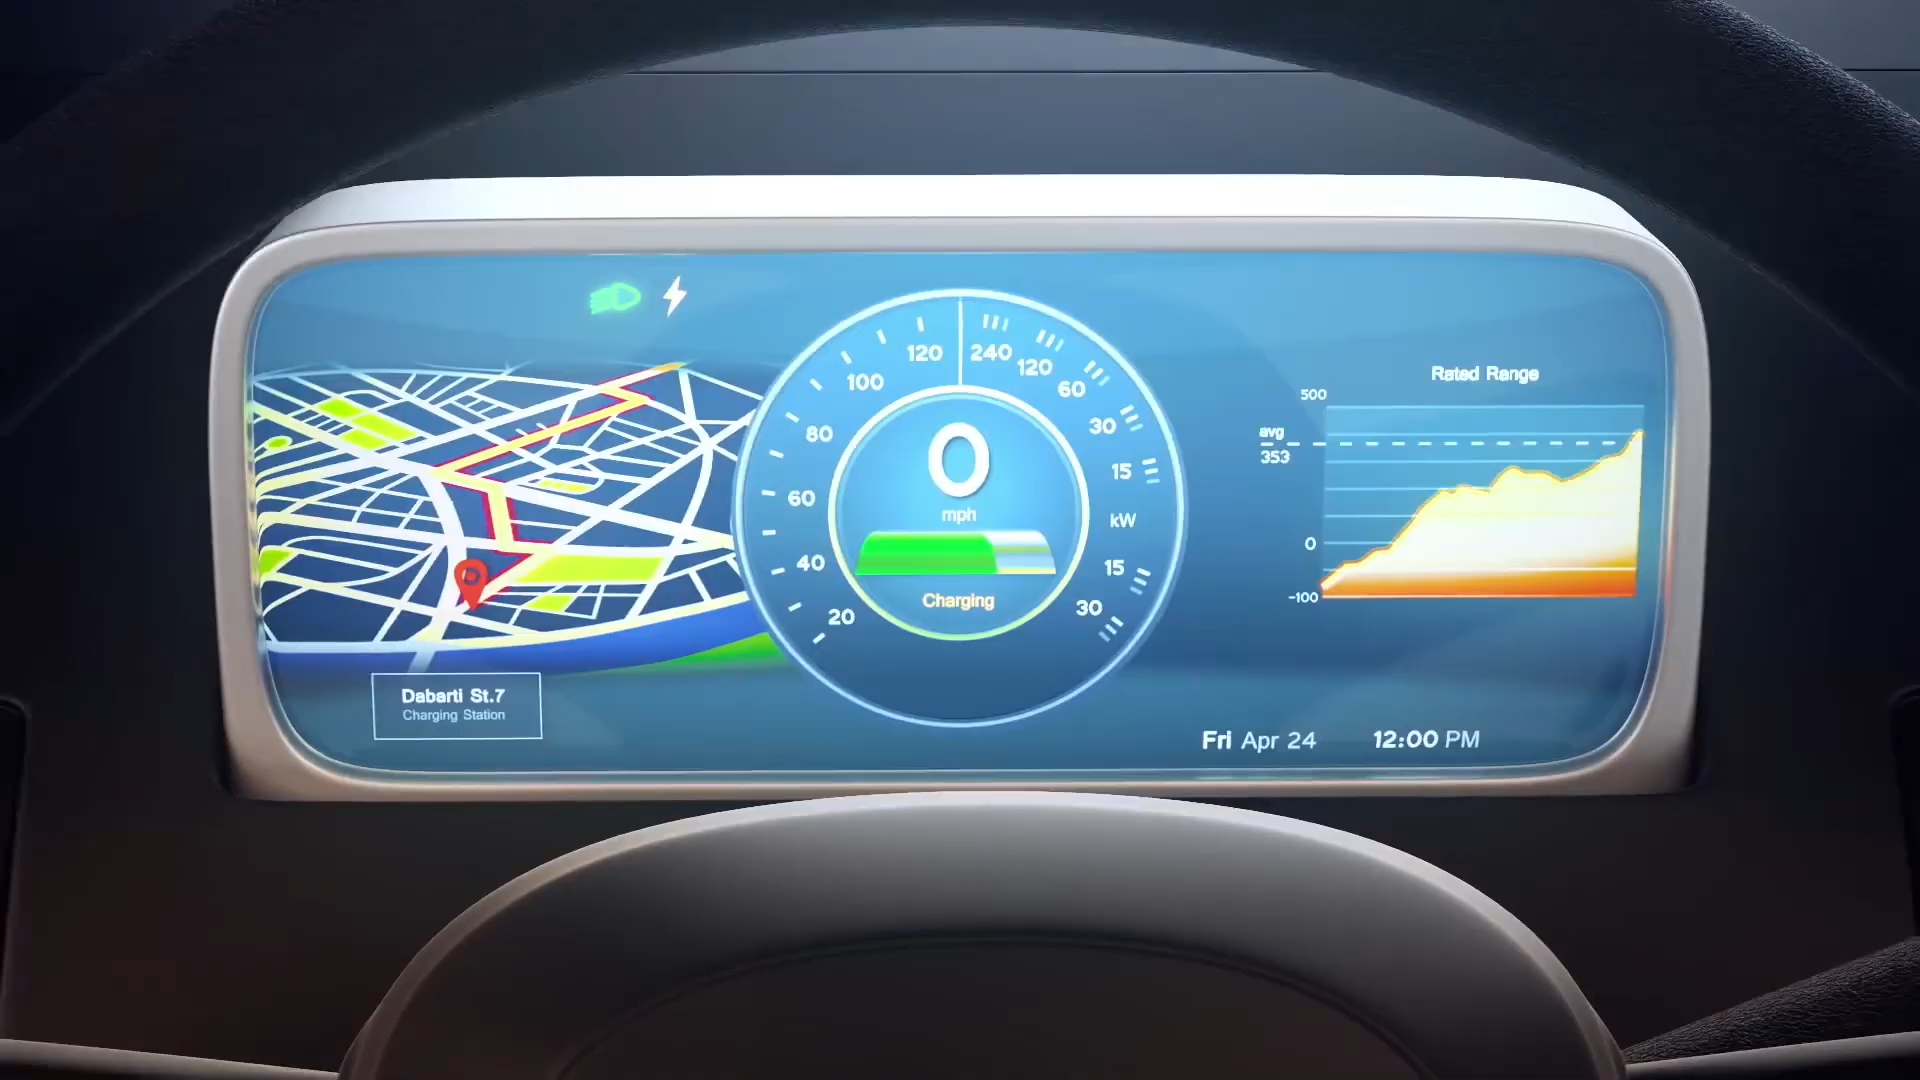 120
100
80
60
40
20
240
120
60
30
15
kW
15
30
0
mph
Charging
Rated Range
500
avg
353
0
-100
Dabarti St.7
Charging Station
Fri Apr 24
12:00 PM